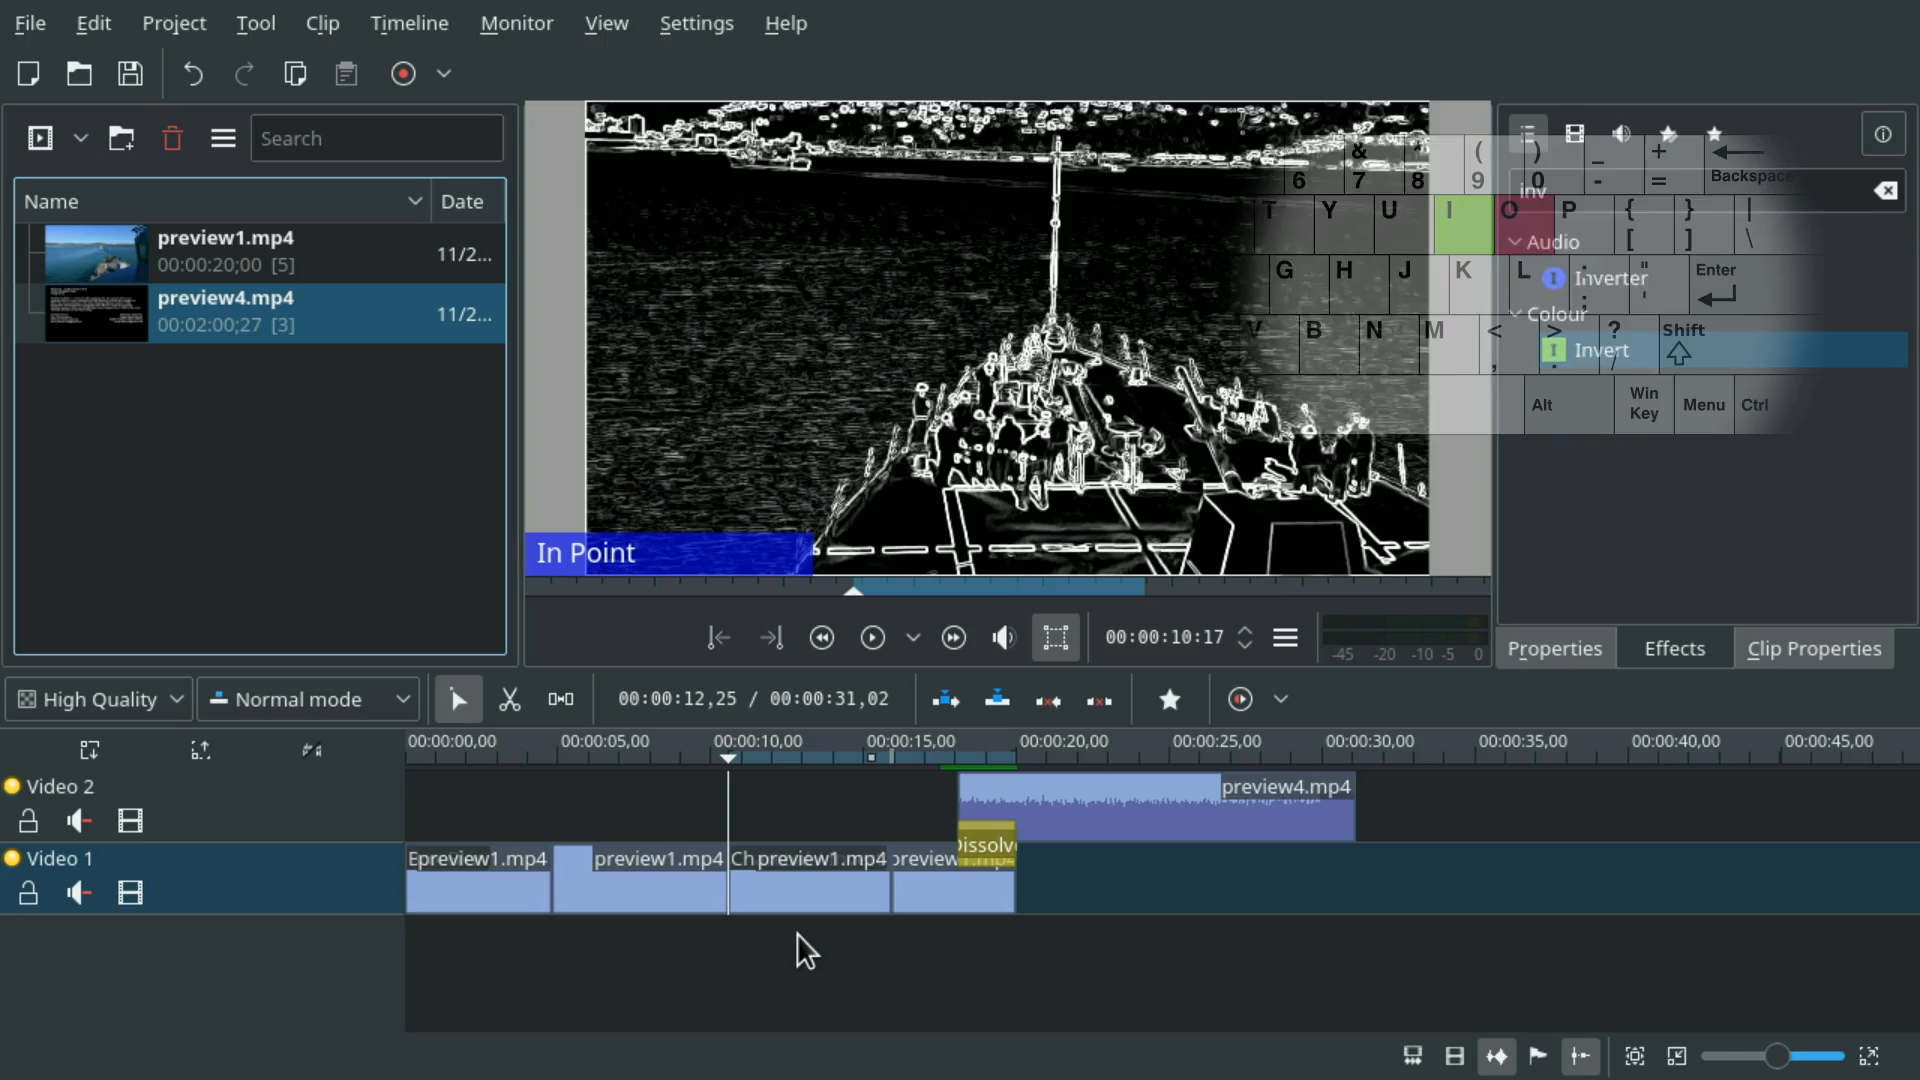 File Edit Project Tool Clip Timeline Monitor View Settings Help
Search
Name Date
preview1.mp4
00:00:20;00 [5] 11/2...
preview4.mp4
00:02:00;27 [3] 11/2...
In Point
00:00:10:17
-45 -20 -10 -5 0
& ( ) _ + Backspace
6 7 8 9 0 - =
inv
T Y U I O P { } |
[ ] \
Audio
G H J K L : " Enter
; '
Inverter
Colour
V B N M < > ? Shift
, . /
Invert
Alt Win Key Menu Ctrl
Properties Effects Clip Properties
High Quality Normal mode 00:00:12,25 / 00:00:31,02
00:00:00,00 00:00:05,00 00:00:10,00 00:00:15,00 00:00:20,00 00:00:25,00 00:00:30,00 00:00:35,00 00:00:40,00 00:00:45,00
Video 2
preview4.mp4
Dissolv
Video 1
Epreview1.mp4 preview1.mp4 Ch preview1.mp4 preview1.mp4